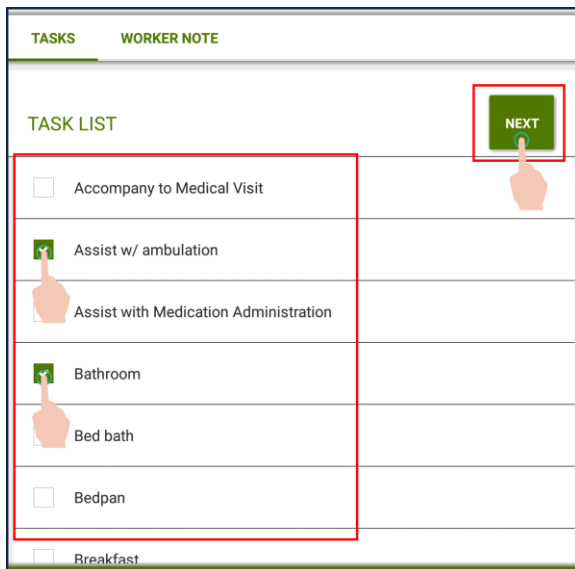 TASKS WORKER NOTE
TASK LIST NEXT
Accompany to Medical Visit
Assist w/ ambulation
Assist with Medication Administration
Bathroom
Bed bath
Bedpan
Breakfast